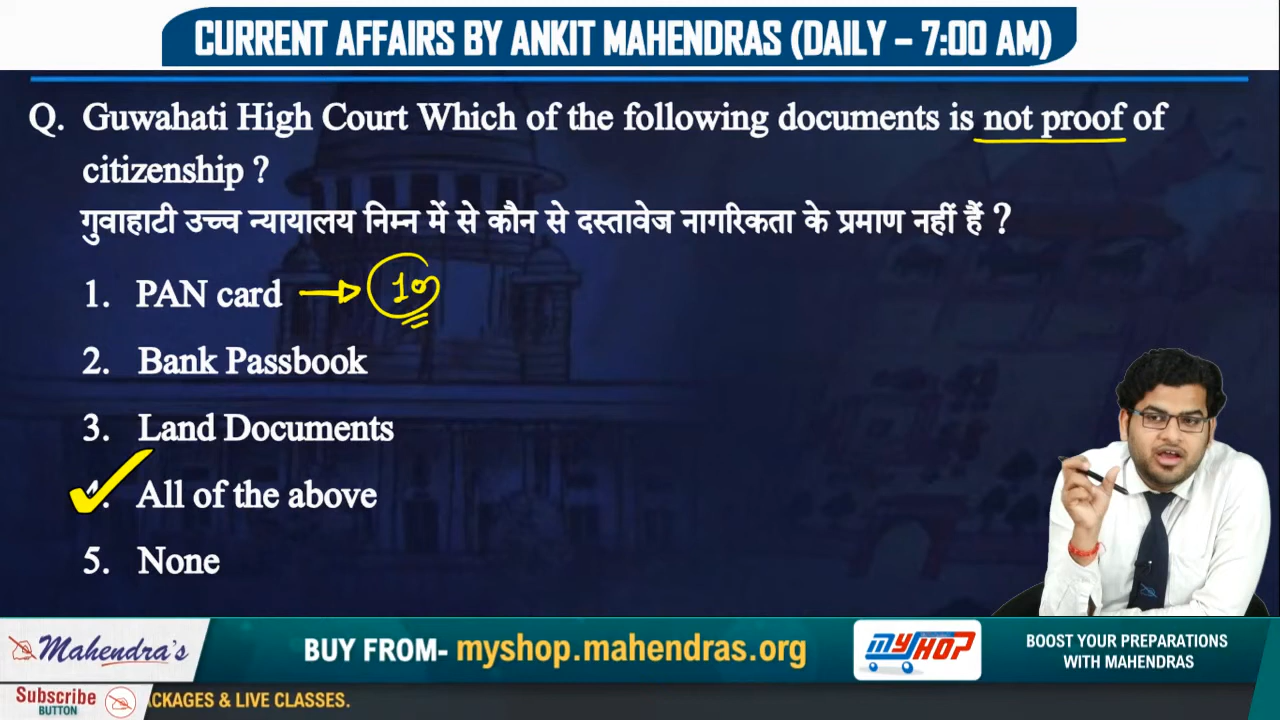 CURRENT AFFAIRS BY ANKIT MAHENDRAS (DAILY – 7:00 AM)
Q. Guwahati High Court Which of the following documents is not proof of
citizenship ?
गुवाहाटी उच्च न्यायालय निम्न में से कौन से दस्तावेज नागरिकता के प्रमाण नहीं हैं ?
1. PAN card → 10
2. Bank Passbook
3. Land Documents
4. All of the above
5. None
Mahendra's
BUY FROM- myshop.mahendras.org
MYSHOP
BOOST YOUR PREPARATIONS
WITH MAHENDRAS
Subscribe
BUTTON
ACKAGES & LIVE CLASSES.